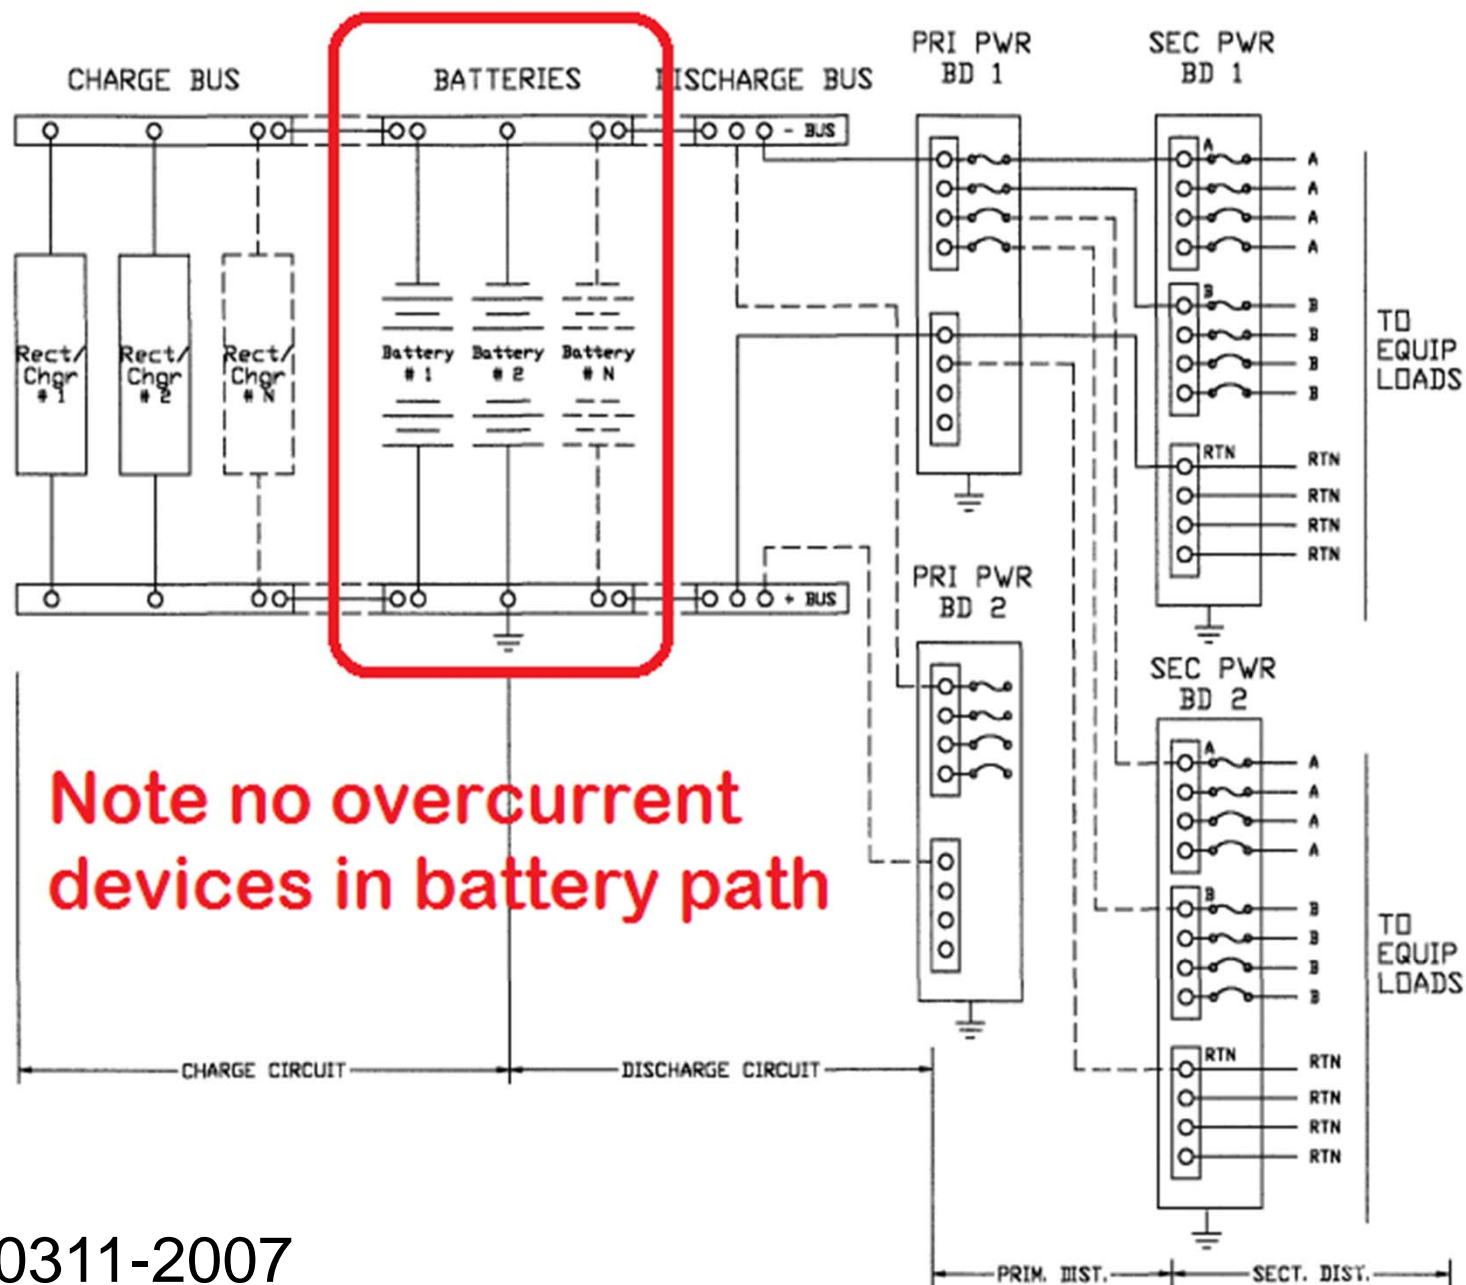 CHARGE BUS
BATTERIES
DISCHARGE BUS
PRI PWR
BD 1
SEC PWR
BD 1
- BUS
Rect/
Chgr
# 1
Rect/
Chgr
# 2
Rect/
Chgr
# N
Battery
# 1
Battery
# 2
Battery
# N
+ BUS
A
A
A
A
A
B
B
B
B
B
RTN
RTN
RTN
RTN
RTN
TO
EQUIP
LOADS
PRI PWR
BD 2
SEC PWR
BD 2
A
A
A
A
A
B
B
B
B
B
RTN
RTN
RTN
RTN
RTN
TO
EQUIP
LOADS
Note no overcurrent
devices in battery path
CHARGE CIRCUIT
DISCHARGE CIRCUIT
PRIM. DIST.
SECT. DIST.
0311-2007